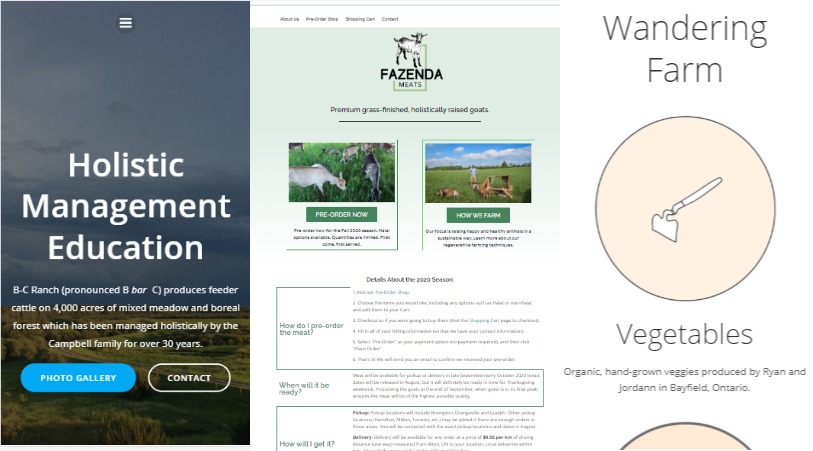 Holistic
Management
Education
B-C Ranch (pronounced B bar C) produces feeder
cattle on 4,000 acres of mixed meadow and boreal
forest which has been managed holistically by the
Campbell family for over 30 years.
PHOTO GALLERY
CONTACT
About Us
Pre-Order Shop
Shopping Cart
Contact
FAZENDA
MEATS
Premium grass-finished, holistically raised goats.
PRE-ORDER NOW
Pre-order now for the Fall 2020 season. Halal
options available. Quantities are limited. First
come, first served.
HOW WE FARM
Our focus is raising happy and healthy animals in a
sustainable way. Learn more about our
regenerative farming techniques.
Details About the 2020 Season:
How do I pre-order
the meat?
1. Visit our Pre-Order Shop.
2. Choose the items you would like, including any options such as Halal or non-Halal,
and add them to your Cart.
3. Checkout as if you were going to buy them (Visit the Shopping Cart page to checkout).
4. Fill in all of your billing information (so that we have your contact information).
5. Select "Pre-Order" as your payment option (no payment required), and then click
"Place Order"
6. That's it! We will send you an email to confirm we received your pre-order.
When will it be
ready?
Meat will be available for pickup or delivery in late September/early October 2020 (exact
dates will be released in August, but it will definitely be ready in time for Thanksgiving
weekend). Processing the goats at the end of September, when grass is in its final peak,
ensures the meat will be of the highest possible quality.
How will I get it?
Pickup: Pickup locations will include Brampton, Orangeville and Guelph. Other pickup
locations (Hamilton, Milton, Toronto, etc.) may be added if there are enough orders in
those areas. You will be contacted with the exact pickup locations and dates in August.
Delivery: Delivery will be available for any order at a price of $0.50 per km of driving
distance (one way) measured from Alton, ON to your location. Local deliveries within
Wandering
Farm
Vegetables
Organic, hand-grown veggies produced by Ryan and
Jordann in Bayfield, Ontario.